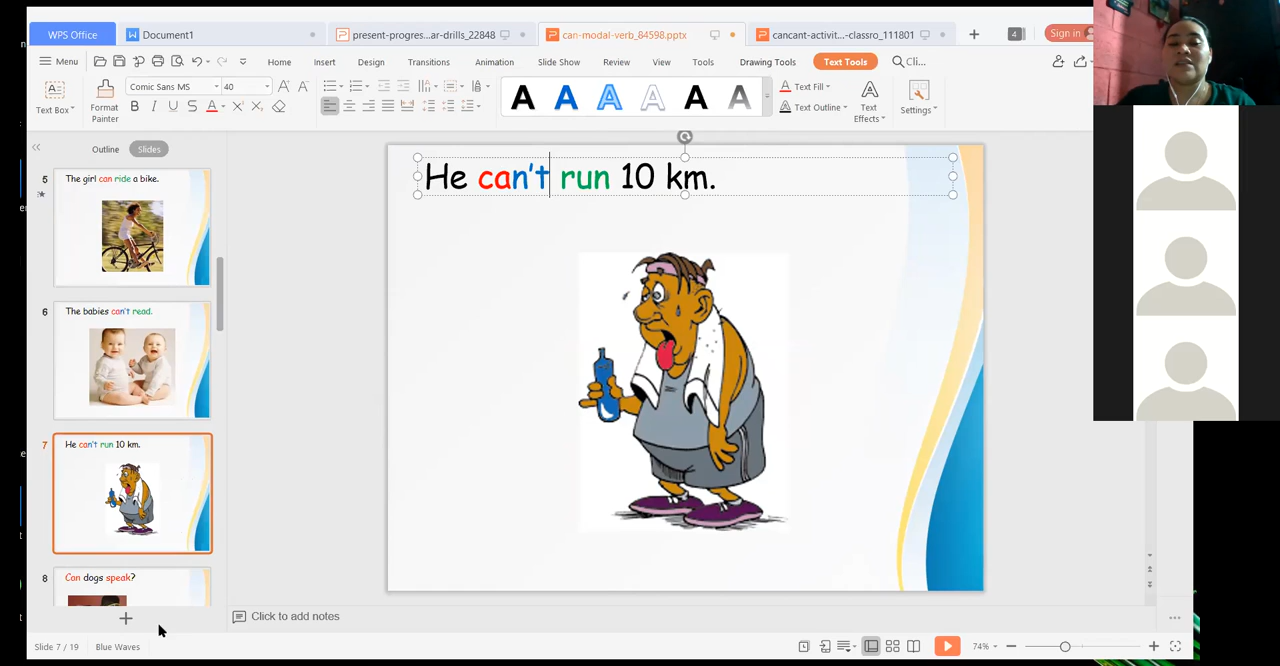 WPS Office
Document1
present-progres...ar-drills_22848
can-modal-verb_84598.pptx
cancant-activit...-classro_111801
4
Sign in
Menu
Home
Insert
Design
Transitions
Animation
Slide Show
Review
View
Tools
Drawing Tools
Text Tools
Cli...
Text Box
Format
Painter
Comic Sans MS
40
B I U S A X² X₂
A A A A A A
Text Fill
Text Outline
Text
Effects
Settings
Outline
Slides
5
The girl can ride a bike.
6
The babies can't read.
7
He can't run 10 km.
8
Can dogs speak?
He can't run 10 km.
Click to add notes
Slide 7 / 19
Blue Waves
74%